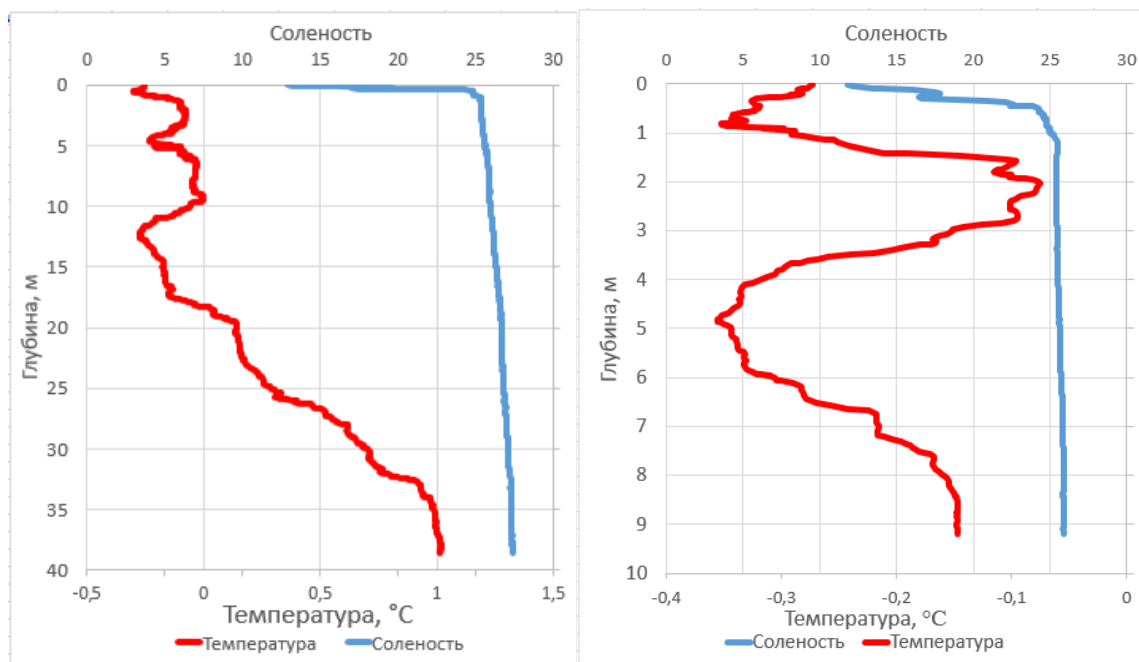 Соленость
0 5 10 15 20 25 30
0
5
10
15
20
25
30
35
40
Глубина, м
-0,5 0 0,5 1 1,5
Температура, °С
Температура Соленость
Соленость
0 5 10 15 20 25 30
0
1
2
3
4
5
6
7
8
9
10
Глубина, м
-0,4 -0,3 -0,2 -0,1 0
Температура, °С
Соленость Температура